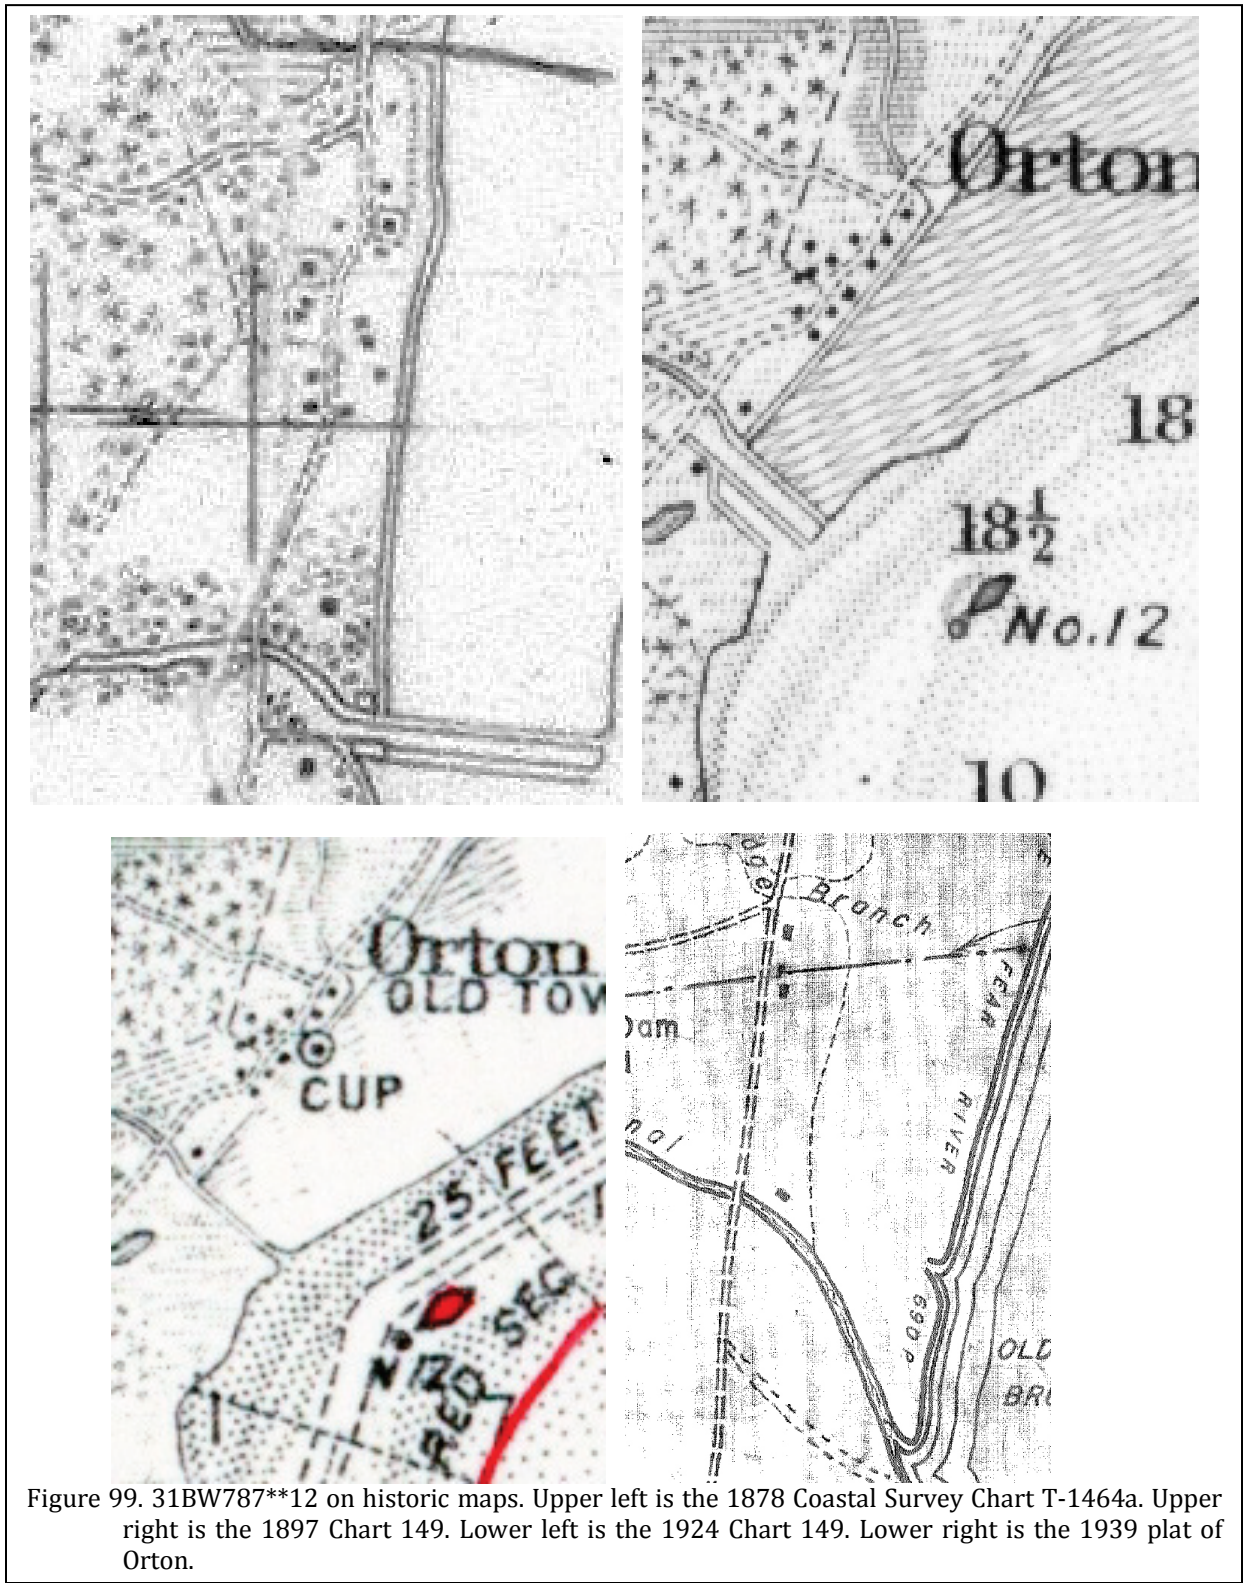 Orton
18
18½
No. 12
10
Orton
OLD TOW
CUP
25 FEET
SEG
RED
Branch
Dam
nal
FEAR
RIVER
690P
OLD
BRU
Figure 99. 31BW787**12 on historic maps. Upper left is the 1878 Coastal Survey Chart T-1464a. Upper
right is the 1897 Chart 149. Lower left is the 1924 Chart 149. Lower right is the 1939 plat of
Orton.